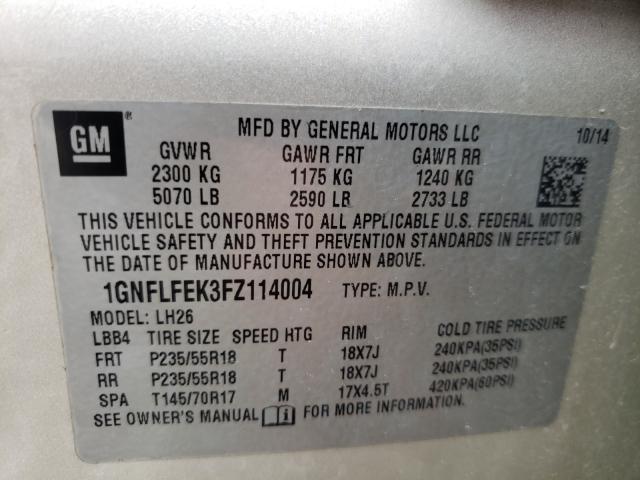 GM®
MFD BY GENERAL MOTORS LLC 10/14
GVWR GAWR FRT GAWR RR
2300 KG 1175 KG 1240 KG
5070 LB 2590 LB 2733 LB
THIS VEHICLE CONFORMS TO ALL APPLICABLE U.S. FEDERAL MOTOR
VEHICLE SAFETY AND THEFT PREVENTION STANDARDS IN EFFECT ON
THE DATE OF MANUFACTURE SHOWN ABOVE.
1GNFLFEK3FZ114004 TYPE: M.P.V.
MODEL: LH26
LBB4 TIRE SIZE SPEED HTG RIM COLD TIRE PRESSURE
FRT P235/55R18 T 18X7J 240KPA(35PSI)
RR P235/55R18 T 18X7J 240KPA(35PSI)
SPA T145/70R17 M 17X4.5T 420KPA(60PSI)
SEE OWNER'S MANUAL i FOR MORE INFORMATION.